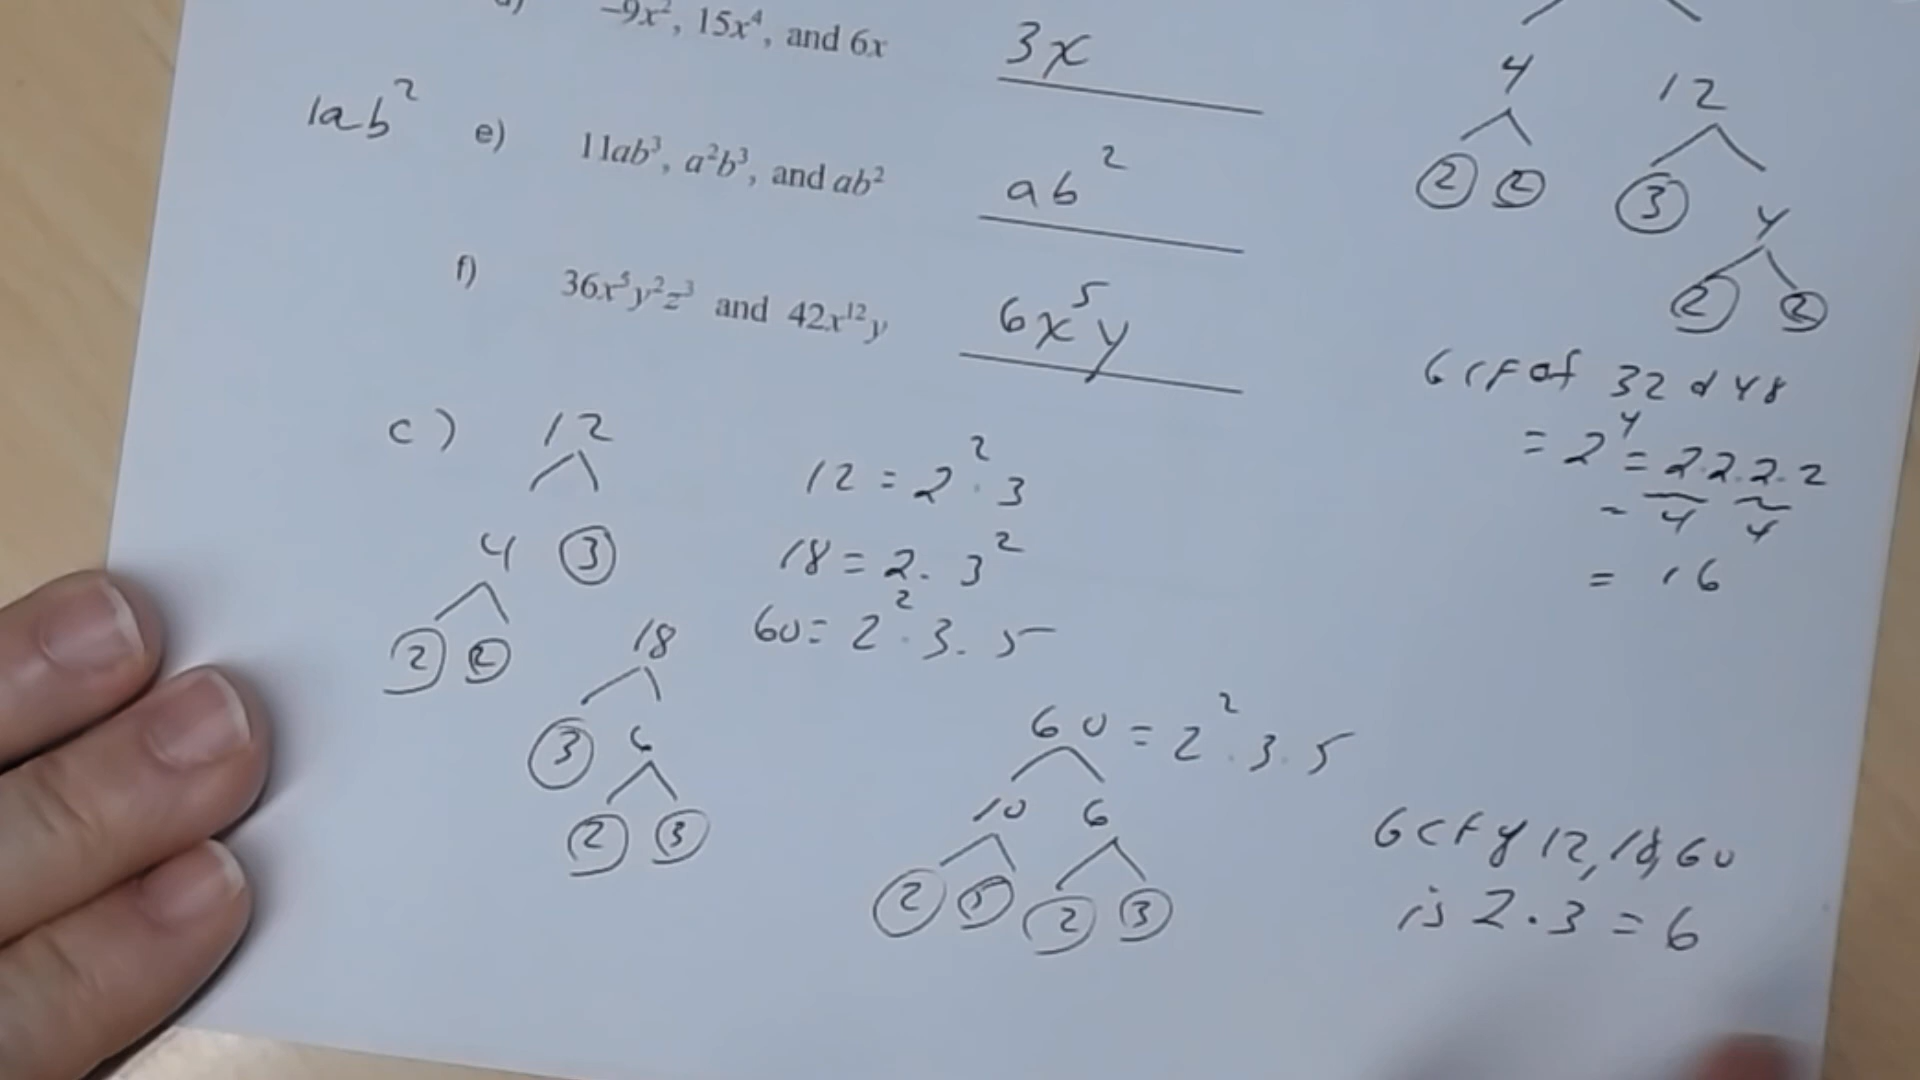 d) −9x², 15x⁴, and 6x 3x
1ab² e) 11ab³, a²b³, and ab² ab²
f) 36x⁵y²z³ and 42x¹²y 6x⁵y
4 12
2 2 3 4
2 2
GCF of 32 & 48
= 2⁴ = 2·2·2·2
= 4 4
= 16
c) 12
4 3
2 2
18
3 6
2 3
12 = 2²·3
18 = 2·3²
60 = 2²·3·5
60 = 2²·3·5
10 6
2 5 2 3
GCF of 12, 18, 60
is 2·3 = 6